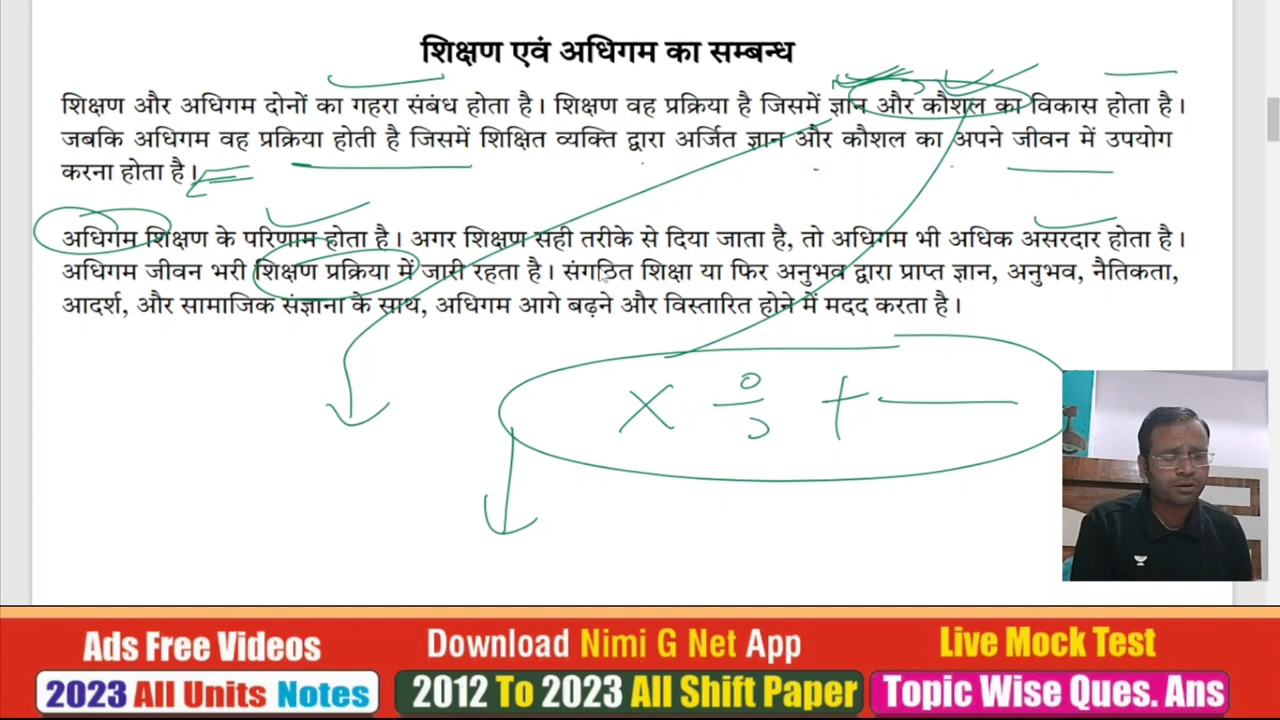 शिक्षण एवं अधिगम का सम्बन्ध
शिक्षण और अधिगम दोनों का गहरा संबंध होता है। शिक्षण वह प्रक्रिया है जिसमें ज्ञान और कौशल का विकास होता है।
जबकि अधिगम वह प्रक्रिया होती है जिसमें शिक्षित व्यक्ति द्वारा अर्जित ज्ञान और कौशल का अपने जीवन में उपयोग
करना होता है।
अधिगम शिक्षण के परिणाम होता है। अगर शिक्षण सही तरीके से दिया जाता है, तो अधिगम भी अधिक असरदार होता है।
अधिगम जीवन भरी शिक्षण प्रक्रिया में जारी रहता है। संगठित शिक्षा या फिर अनुभव द्वारा प्राप्त ज्ञान, अनुभव, नैतिकता,
आदर्श, और सामाजिक संज्ञाना के साथ, अधिगम आगे बढ़ने और विस्तारित होने में मदद करता है।
× ÷ + —
Ads Free Videos Download Nimi G Net App Live Mock Test
2023 All Units Notes 2012 To 2023 All Shift Paper Topic Wise Ques. Ans